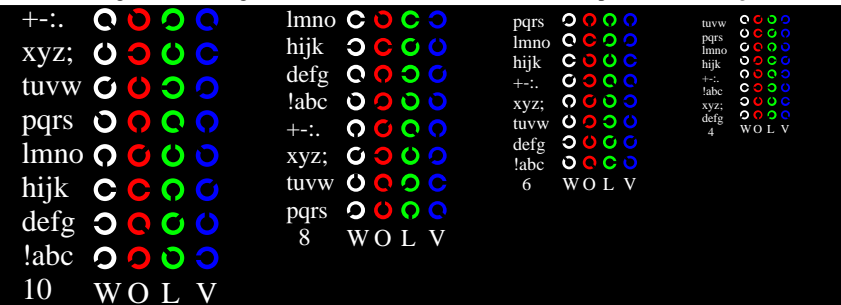 +-:.
xyz;
tuvw
pqrs
lmno
hijk
defg
!abc
10 W O L V
lmno
hijk
defg
!abc
+-:.
xyz;
tuvw
pqrs
8 W O L V
pqrs
lmno
hijk
+-:.
xyz;
tuvw
defg
!abc
6 W O L V
tuvw
pqrs
lmno
hijk
+-:.
!abc
xyz;
defg
4 W O L V